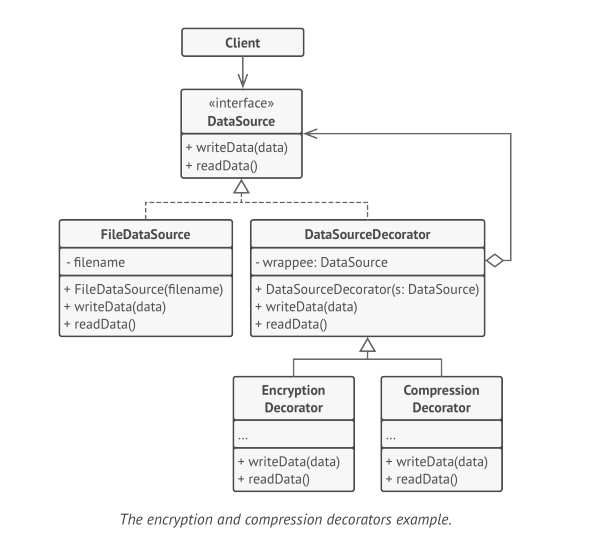 Client
«interface»
DataSource
+ writeData(data)
+ readData()
FileDataSource
- filename
+ FileDataSource(filename)
+ writeData(data)
+ readData()
DataSourceDecorator
- wrappee: DataSource
+ DataSourceDecorator(s: DataSource)
+ writeData(data)
+ readData()
Encryption
Decorator
...
+ writeData(data)
+ readData()
Compression
Decorator
...
+ writeData(data)
+ readData()
The encryption and compression decorators example.